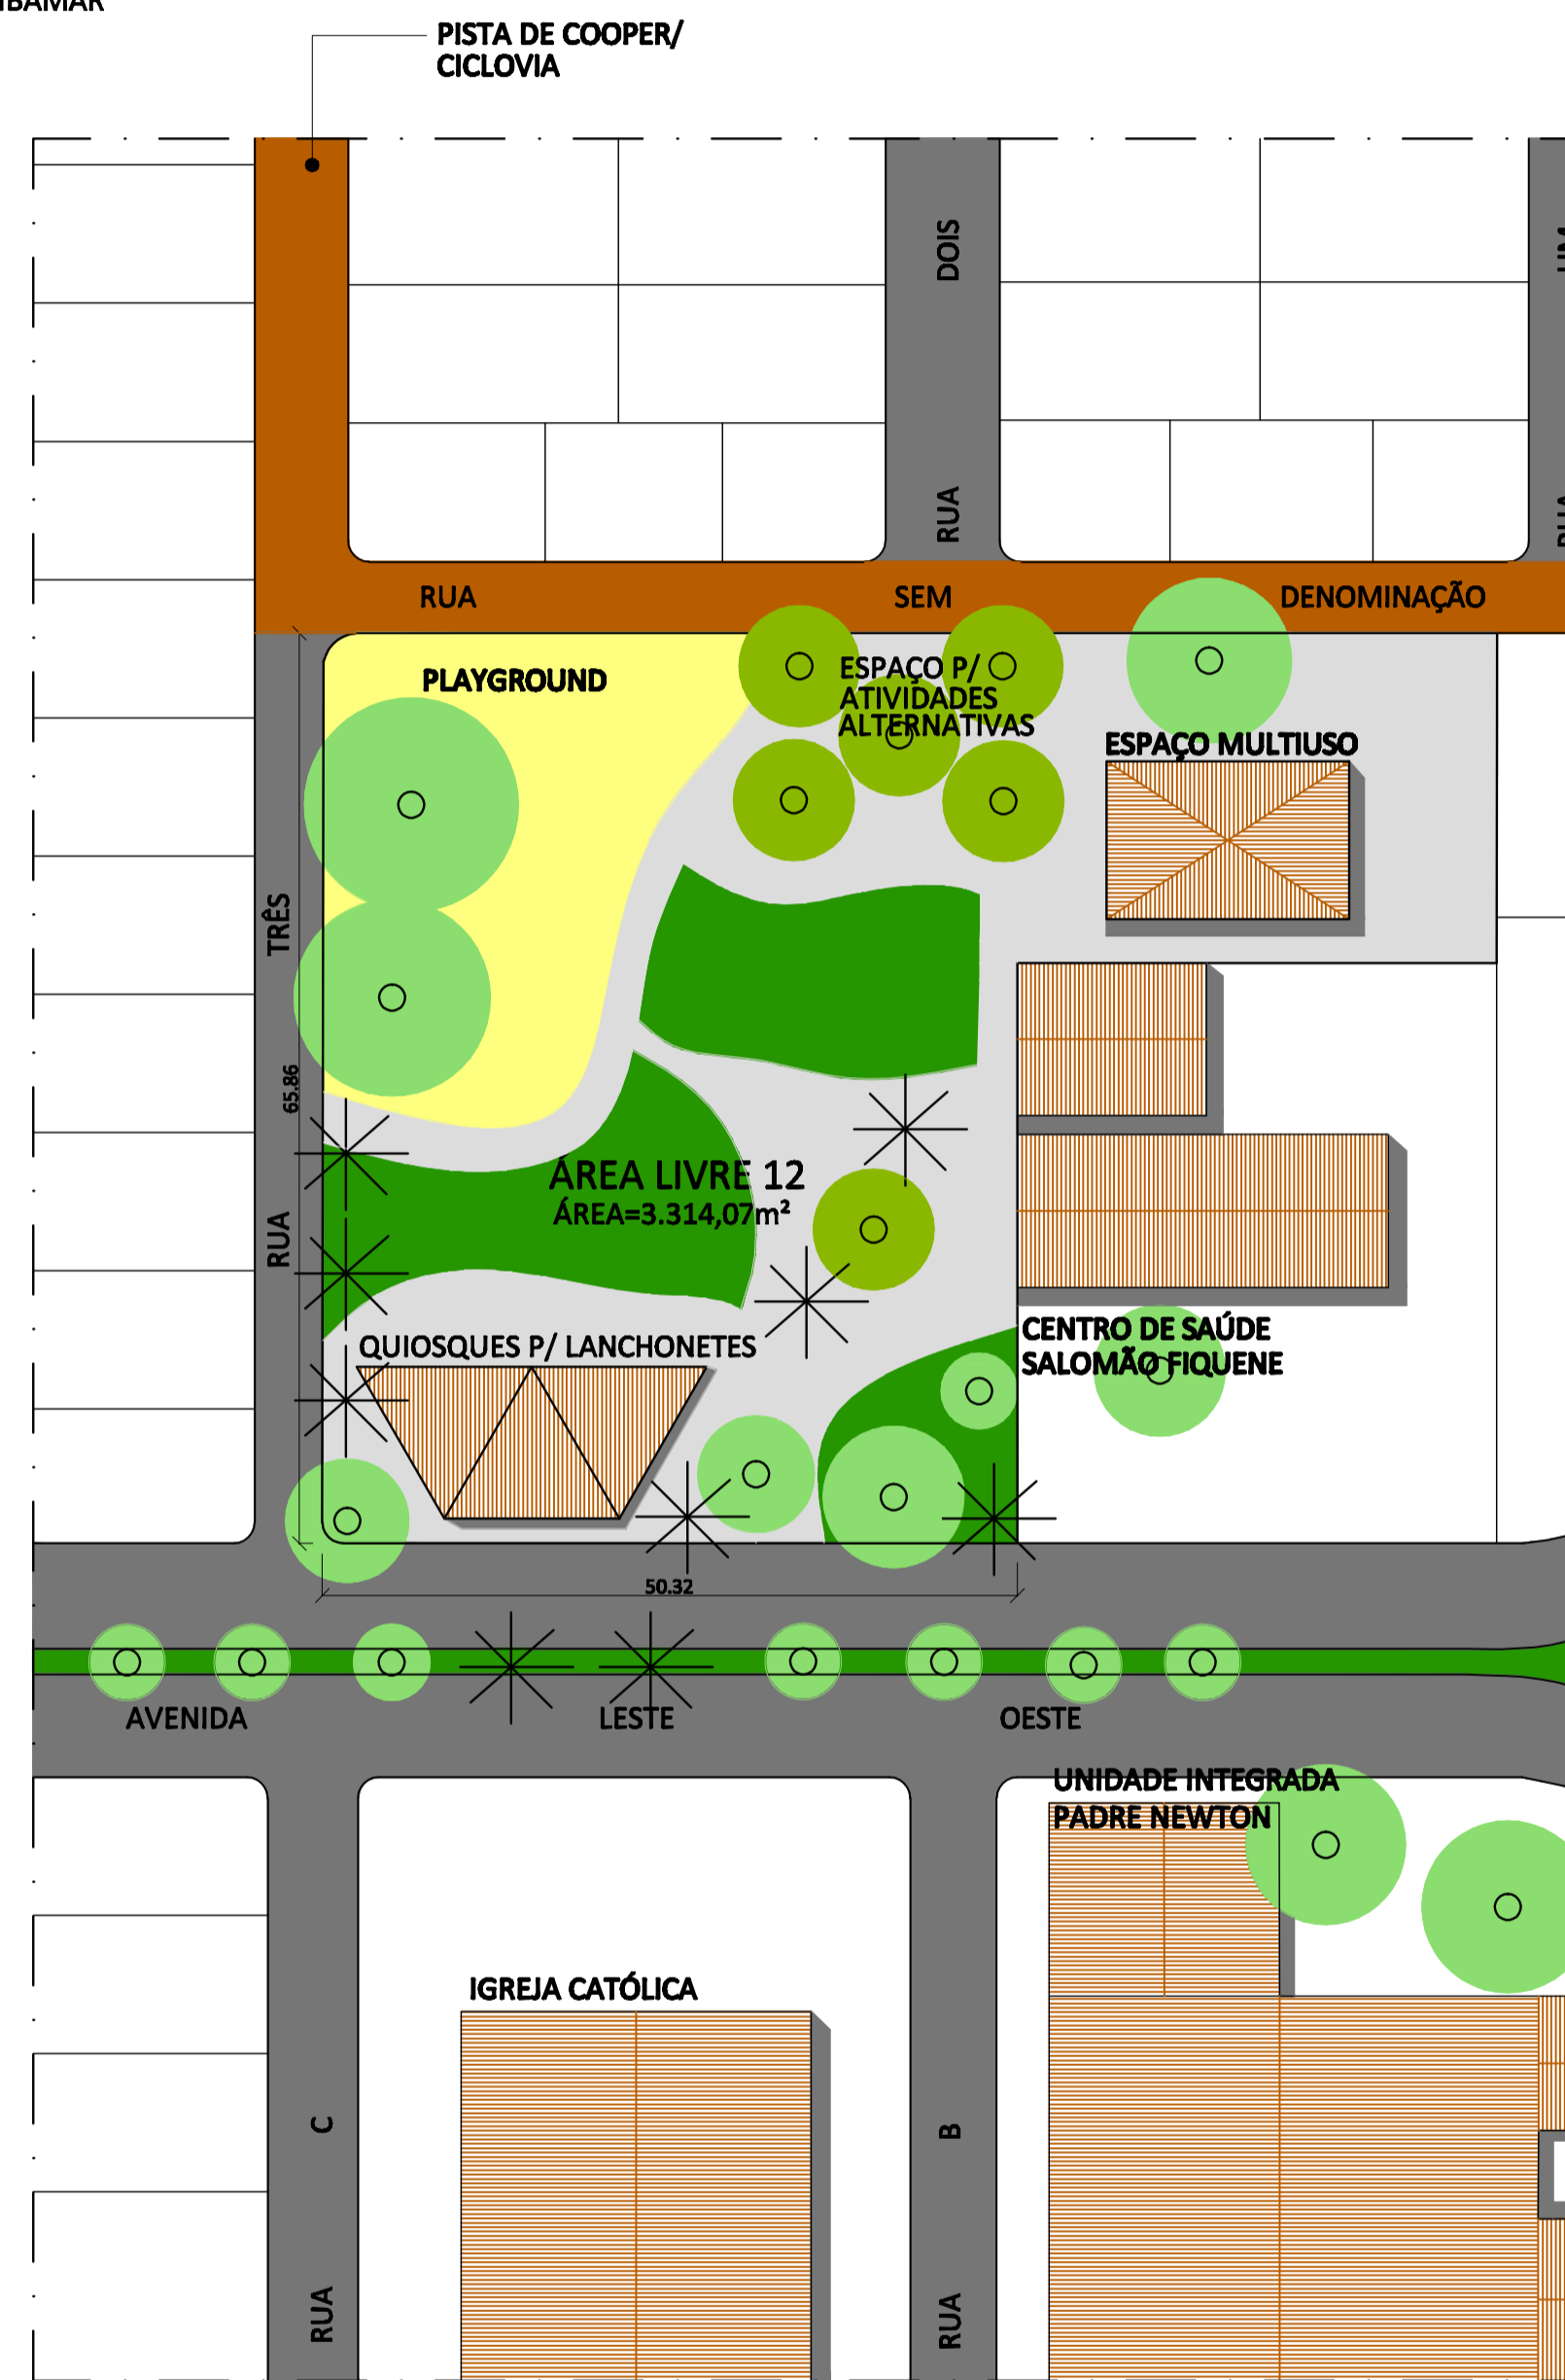 PISTA DE COOPER/
CICLOVIA
DOIS
RUA
RUA SEM DENOMINAÇÃO
PLAYGROUND
ESPAÇO P/
ATIVIDADES
ALTERNATIVAS
ESPAÇO MULTIUSO
TRÊS
RUA
65.86
ÁREA LIVRE 12
ÁREA=3.314,07m²
QUIOSQUES P/ LANCHONETES
CENTRO DE SAÚDE
SALOMÃO FIQUENE
50.32
AVENIDA LESTE OESTE
UNIDADE INTEGRADA
PADRE NEWTON
IGREJA CATÓLICA
C
RUA
B
RUA